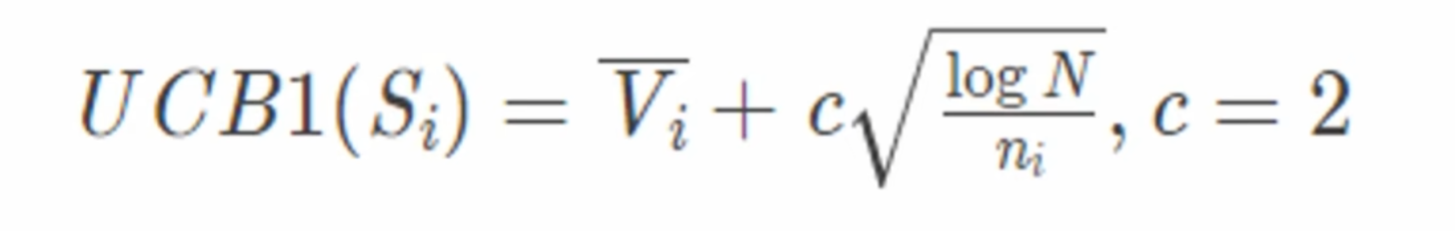 $UCB1(S_i) = \overline{V_i} + c\sqrt{\frac{\log N}{n_i}}, c = 2$